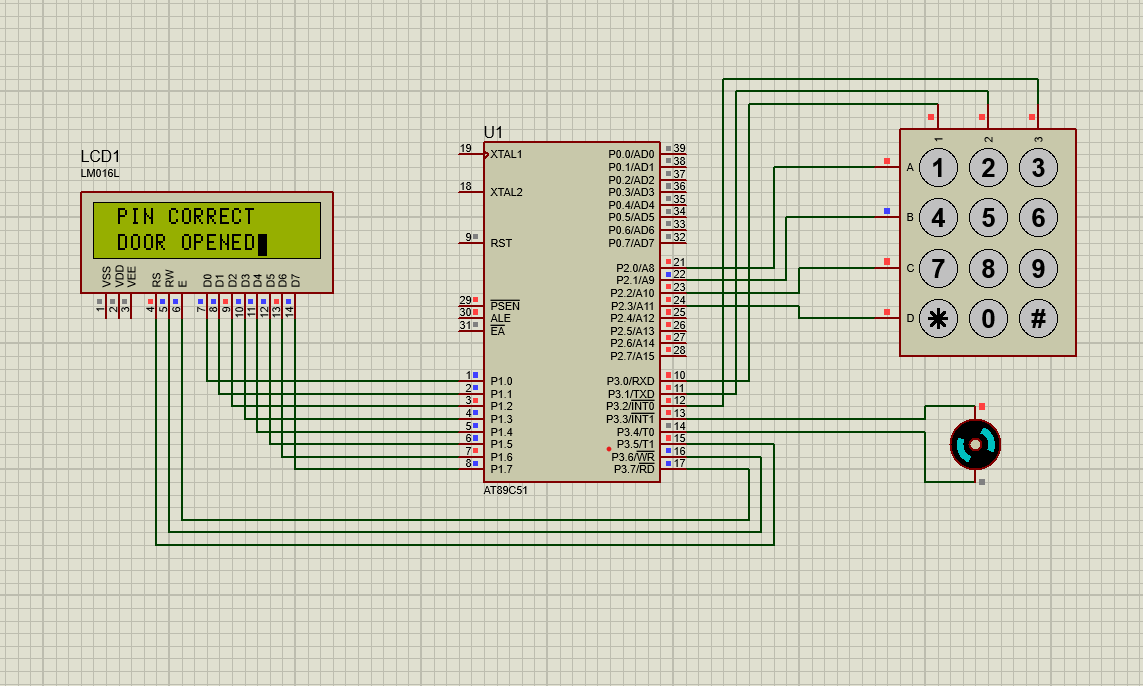 LCD1
LM016L
PIN CORRECT
DOOR OPENED
VSS VDD VEE RS RW E D0 D1 D2 D3 D4 D5 D6 D7
1 2 3 4 5 6 7 8 9 10 11 12 13 14
U1
19 XTAL1
18 XTAL2
9 RST
29 PSEN
30 ALE
31 EA
1 P1.0
2 P1.1
3 P1.2
4 P1.3
5 P1.4
6 P1.5
7 P1.6
8 P1.7
P0.0/AD0 39
P0.1/AD1 38
P0.2/AD2 37
P0.3/AD3 36
P0.4/AD4 35
P0.5/AD5 34
P0.6/AD6 33
P0.7/AD7 32
P2.0/A8 21
P2.1/A9 22
P2.2/A10 23
P2.3/A11 24
P2.4/A12 25
P2.5/A13 26
P2.6/A14 27
P2.7/A15 28
P3.0/RXD 10
P3.1/TXD 11
P3.2/INT0 12
P3.3/INT1 13
P3.4/T0 14
P3.5/T1 15
P3.6/WR 16
P3.7/RD 17
AT89C51
1 2 3
A 1 2 3
B 4 5 6
C 7 8 9
D * 0 #